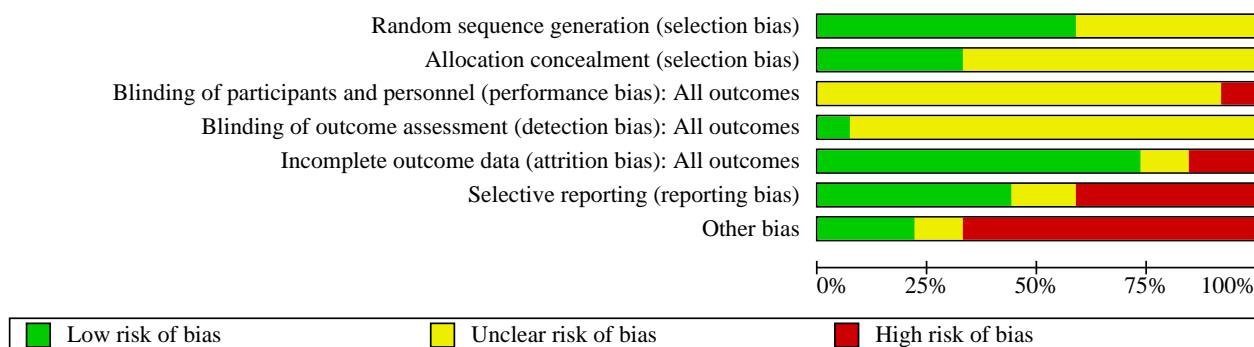 Random sequence generation (selection bias)
Allocation concealment (selection bias)
Blinding of participants and personnel (performance bias): All outcomes
Blinding of outcome assessment (detection bias): All outcomes
Incomplete outcome data (attrition bias): All outcomes
Selective reporting (reporting bias)
Other bias
0% 25% 50% 75% 100%
Low risk of bias Unclear risk of bias High risk of bias